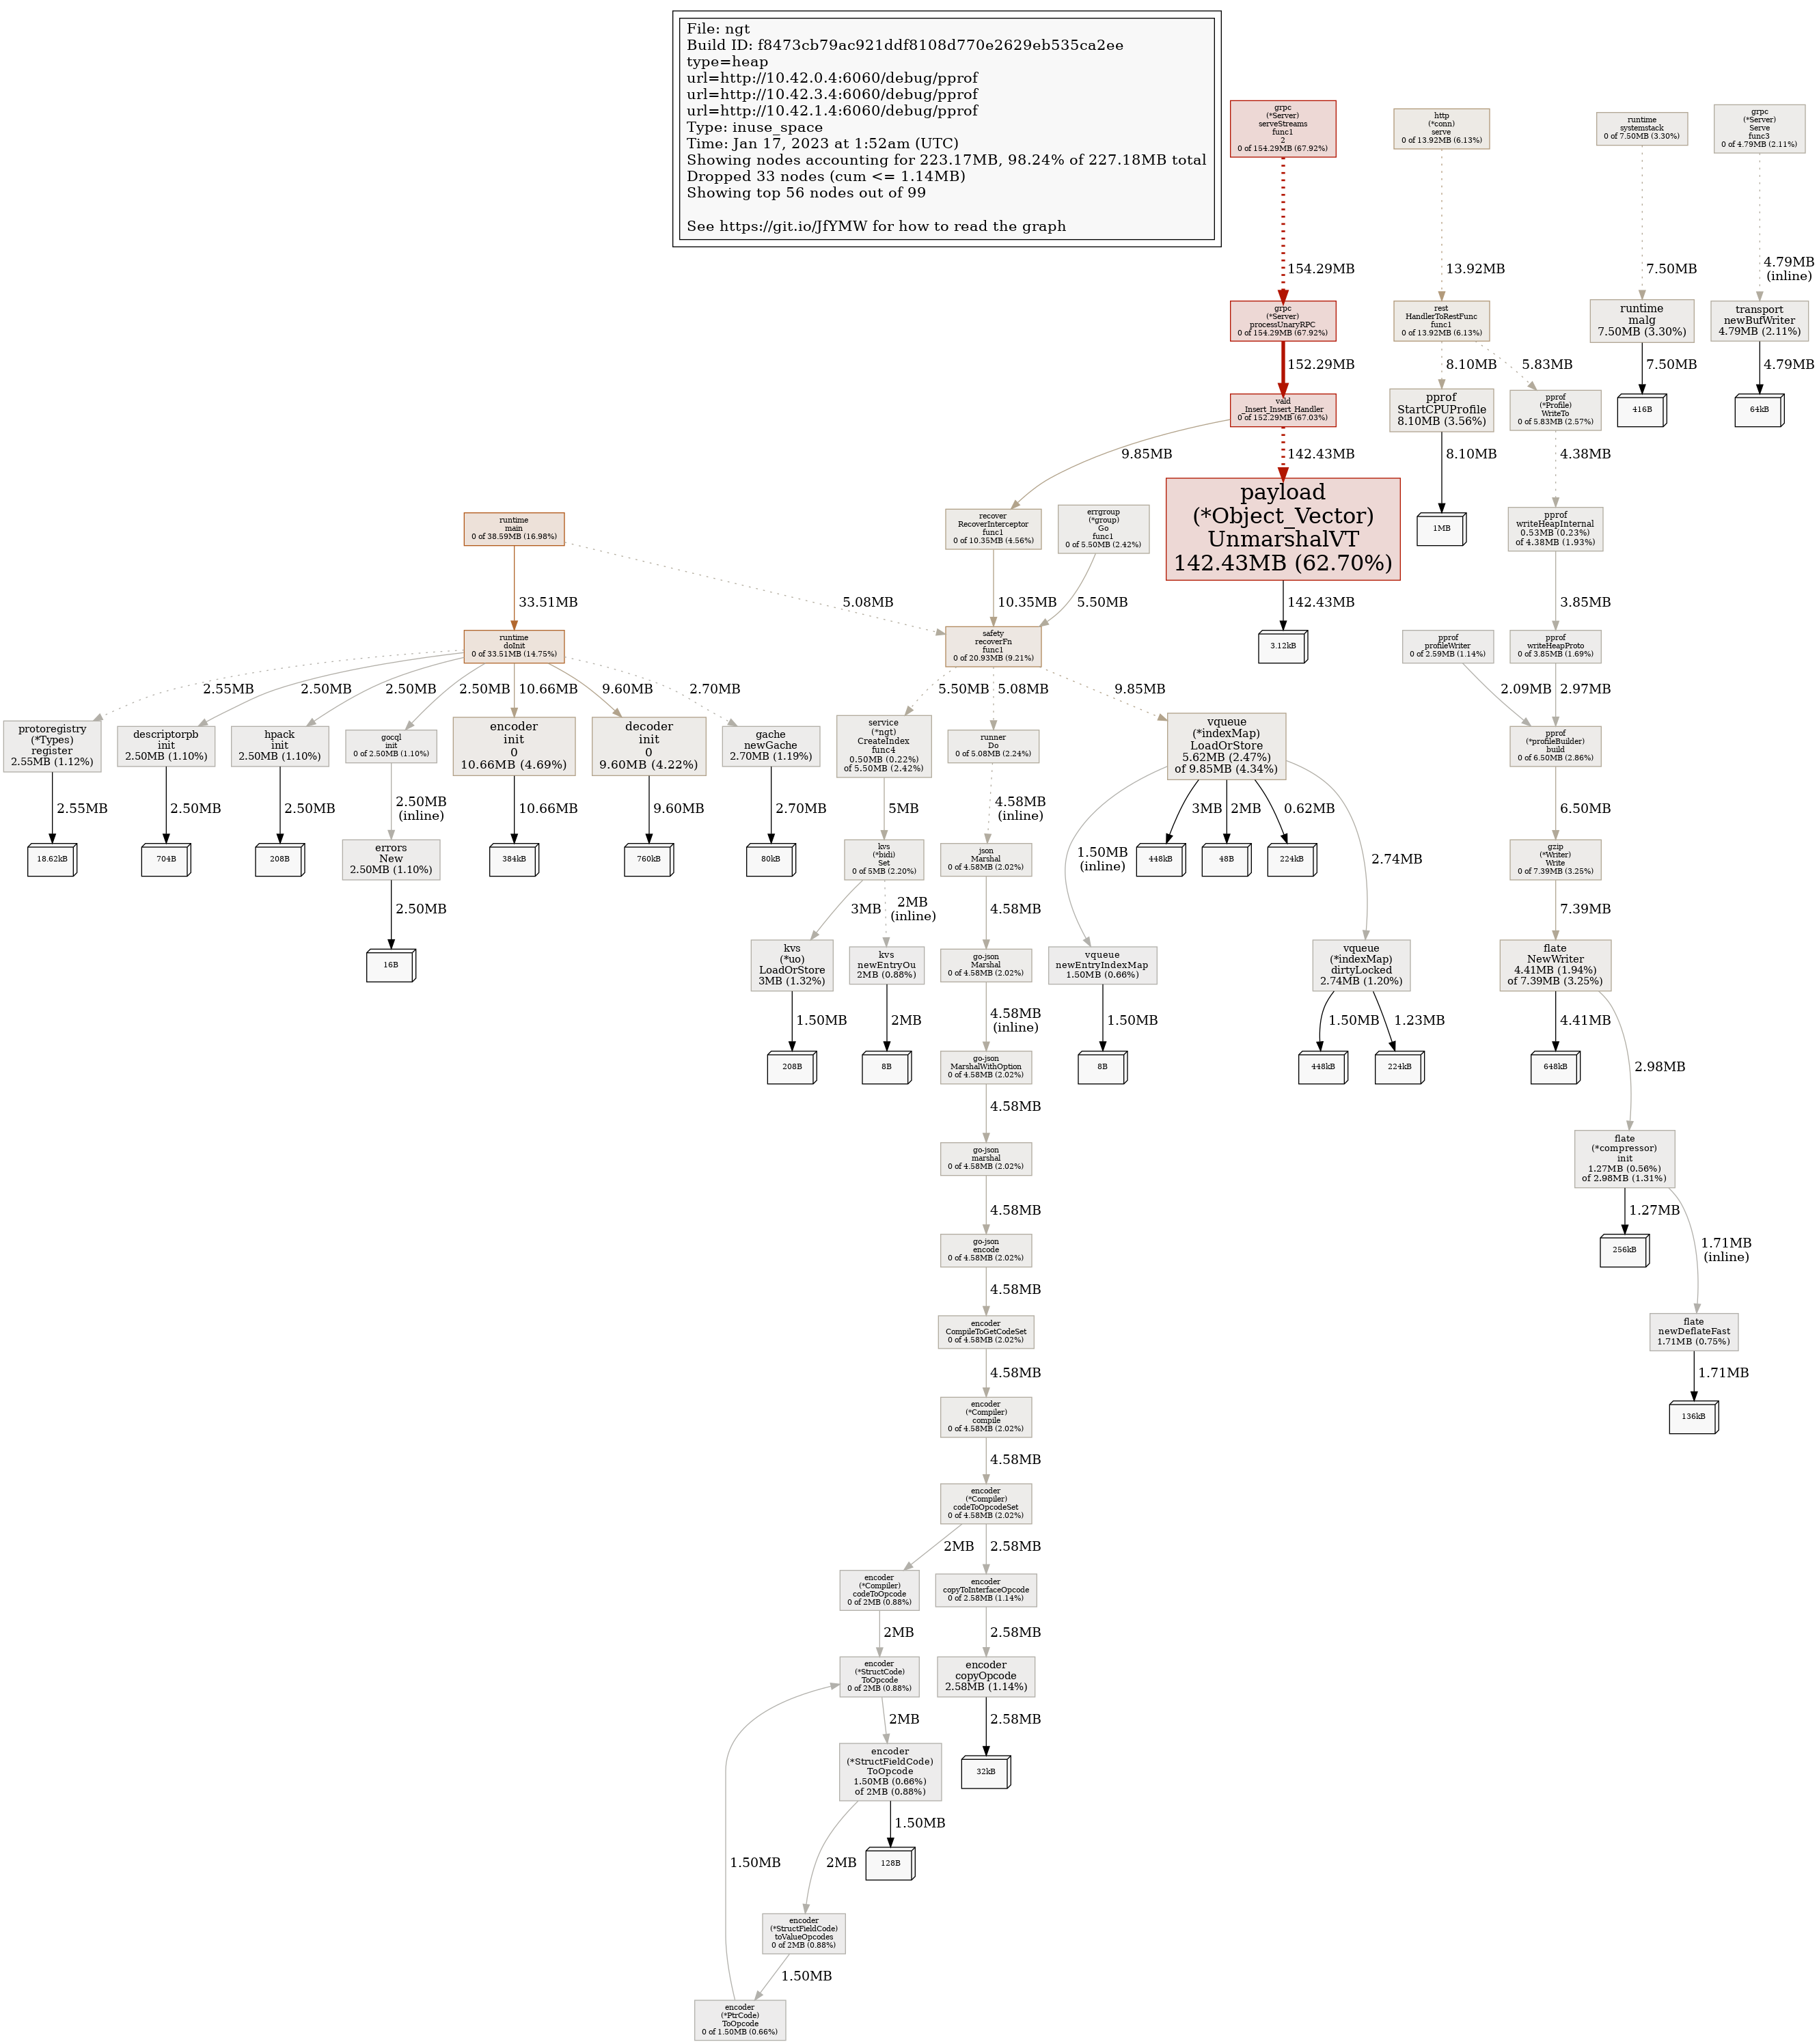 File: ngt
Build ID: f8473cb79ac921ddf8108d770e2629eb535ca2ee
type=heap
url=http://10.42.0.4:6060/debug/pprof
url=http://10.42.3.4:6060/debug/pprof
url=http://10.42.1.4:6060/debug/pprof
Type: inuse_space
Time: Jan 17, 2023 at 1:52am (UTC)
Showing nodes accounting for 223.17MB, 98.24% of 227.18MB total
Dropped 33 nodes (cum <= 1.14MB)
Showing top 56 nodes out of 99
See https://git.io/JfYMW for how to read the graph
grpc
(*Server)
serveStreams
func1
2
0 of 154.29MB (67.92%)
http
(*conn)
serve
0 of 13.92MB (6.13%)
runtime
systemstack
0 of 7.50MB (3.30%)
grpc
(*Server)
Serve
func3
0 of 4.79MB (2.11%)
154.29MB
13.92MB
7.50MB
4.79MB
(inline)
grpc
(*Server)
processUnaryRPC
0 of 154.29MB (67.92%)
rest
HandlerToRestFunc
func1
0 of 13.92MB (6.13%)
runtime
malg
7.50MB (3.30%)
transport
newBufWriter
4.79MB (2.11%)
152.29MB
8.10MB
5.83MB
7.50MB
4.79MB
vald
Insert_Insert_Handler
0 of 152.29MB (67.03%)
pprof
StartCPUProfile
8.10MB (3.56%)
pprof
(*Profile)
WriteTo
0 of 5.83MB (2.57%)
416B
64kB
9.85MB
142.43MB
8.10MB
4.38MB
runtime
main
0 of 38.59MB (16.98%)
recover
RecoverInterceptor
func1
0 of 10.35MB (4.56%)
errgroup
(*group)
Go
func1
0 of 5.50MB (2.42%)
payload
(*Object_Vector)
UnmarshalVT
142.43MB (62.70%)
1MB
pprof
writeHeapInternal
0.53MB (0.23%)
of 4.38MB (1.93%)
33.51MB
5.08MB
10.35MB
5.50MB
142.43MB
3.85MB
runtime
doInit
0 of 33.51MB (14.75%)
safety
recoverFn
func1
0 of 20.93MB (9.21%)
3.12kB
pprof
profileWriter
0 of 2.59MB (1.14%)
pprof
writeHeapProto
0 of 3.85MB (1.69%)
2.55MB
2.50MB
2.50MB
2.50MB
10.66MB
9.60MB
2.70MB
5.50MB
5.08MB
9.85MB
2.09MB
2.97MB
protoregistry
(*Types)
register
2.55MB (1.12%)
descriptorpb
init
2.50MB (1.10%)
hpack
init
2.50MB (1.10%)
gocql
init
0 of 2.50MB (1.10%)
encoder
init
0
10.66MB (4.69%)
decoder
init
0
9.60MB (4.22%)
gache
newGache
2.70MB (1.19%)
service
(*ngt)
CreateIndex
func4
0.50MB (0.22%)
of 5.50MB (2.42%)
runner
Do
0 of 5.08MB (2.24%)
vqueue
(*indexMap)
LoadOrStore
5.62MB (2.47%)
of 9.85MB (4.34%)
pprof
(*profileBuilder)
build
0 of 6.50MB (2.86%)
2.55MB
2.50MB
2.50MB
2.50MB
(inline)
10.66MB
9.60MB
2.70MB
5MB
4.58MB
(inline)
1.50MB
(inline)
3MB
2MB
0.62MB
2.74MB
6.50MB
18.62kB
704B
208B
errors
New
2.50MB (1.10%)
384kB
760kB
80kB
kvs
(*bidi)
Set
0 of 5MB (2.20%)
json
Marshal
0 of 4.58MB (2.02%)
448kB
48B
224kB
gzip
(*Writer)
Write
0 of 7.39MB (3.25%)
2.50MB
3MB
2MB
(inline)
4.58MB
7.39MB
16B
kvs
(*uo)
LoadOrStore
3MB (1.32%)
kvs
newEntryOu
2MB (0.88%)
go-json
Marshal
0 of 4.58MB (2.02%)
vqueue
newEntryIndexMap
1.50MB (0.66%)
vqueue
(*indexMap)
dirtyLocked
2.74MB (1.20%)
flate
NewWriter
4.41MB (1.94%)
of 7.39MB (3.25%)
1.50MB
2MB
4.58MB
(inline)
1.50MB
1.50MB
1.23MB
4.41MB
2.98MB
208B
8B
go-json
MarshalWithOption
0 of 4.58MB (2.02%)
8B
448kB
224kB
648kB
4.58MB
go-json
marshal
0 of 4.58MB (2.02%)
flate
(*compressor)
init
1.27MB (0.56%)
of 2.98MB (1.31%)
4.58MB
1.27MB
1.71MB
(inline)
go-json
encode
0 of 4.58MB (2.02%)
256kB
4.58MB
encoder
CompileToGetCodeSet
0 of 4.58MB (2.02%)
flate
newDeflateFast
1.71MB (0.75%)
4.58MB
1.71MB
encoder
(*Compiler)
compile
0 of 4.58MB (2.02%)
136kB
4.58MB
encoder
(*Compiler)
codeToOpcodeSet
0 of 4.58MB (2.02%)
2MB
2.58MB
encoder
(*Compiler)
codeToOpcode
0 of 2MB (0.88%)
encoder
copyToInterfaceOpcode
0 of 2.58MB (1.14%)
2MB
2.58MB
encoder
(*StructCode)
ToOpcode
0 of 2MB (0.88%)
encoder
copyOpcode
2.58MB (1.14%)
2MB
2.58MB
encoder
(*StructFieldCode)
ToOpcode
1.50MB (0.66%)
of 2MB (0.88%)
32kB
1.50MB
2MB
1.50MB
128B
encoder
(*StructFieldCode)
toValueOpcodes
0 of 2MB (0.88%)
1.50MB
encoder
(*PtrCode)
ToOpcode
0 of 1.50MB (0.66%)